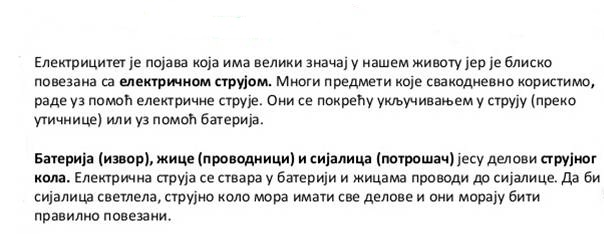 Електрицитет је појава која има велики значај у нашем животу јер је блиско
повезана са електричном струјом. Многи предмети које свакодневно користимо,
раде уз помоћ електричне струје. Они се покрећу укључивањем у струју (преко
утичнице) или уз помоћ батерија.
Батерија (извор), жице (проводници) и сијалица (потрошач) јесу делови струјног
кола. Електрична струја се ствара у батерији и жицама проводи до сијалице. Да би
сијалица светлела, струјно коло мора имати све делове и они морају бити
правилно повезани.